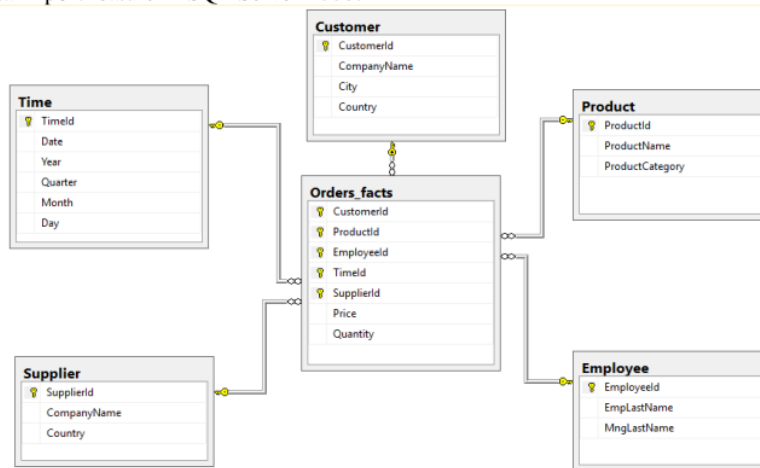 Customer
CustomerId
CompanyName
City
Country
Time
TimeId
Date
Year
Quarter
Month
Day
Product
ProductId
ProductName
ProductCategory
Orders_facts
CustomerId
ProductId
EmployeeId
TimeId
SupplierId
Price
Quantity
Supplier
SupplierId
CompanyName
Country
Employee
EmployeeId
EmpLastName
MngLastName